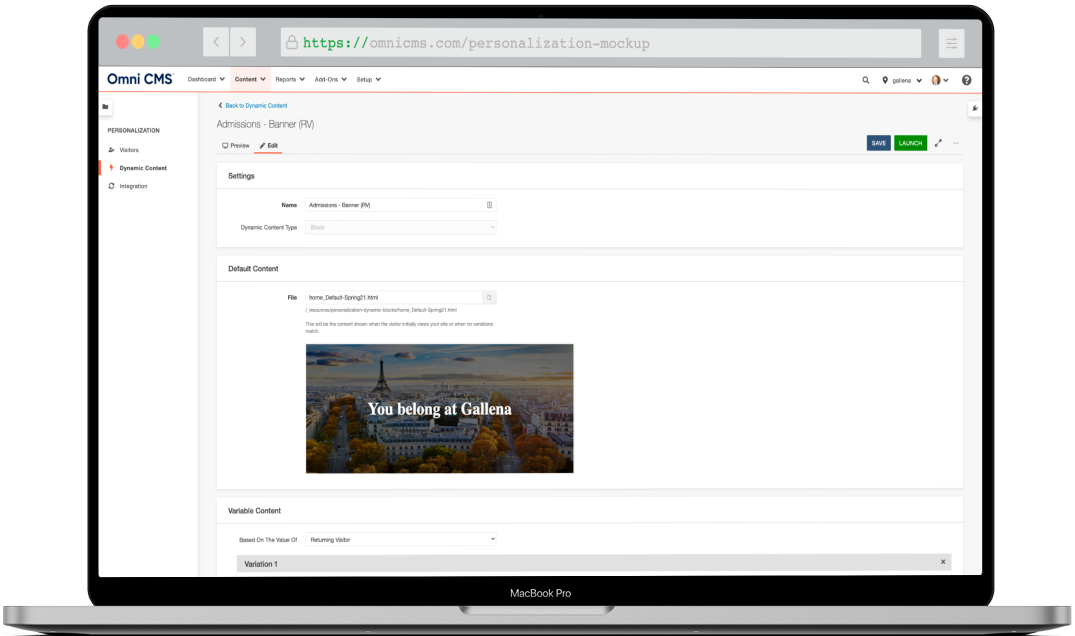 https://omnicms.com/personalization-mockup
Omni CMS
Dashboard Content Reports Add-Ons Setup
gallena
Back to Dynamic Content
Admissions - Banner (RV)
PERSONALIZATION
Visitors
Dynamic Content
Integration
Preview Edit
SAVE LAUNCH
Settings
Name Admissions - Banner (RV)
Dynamic Content Type Block
Default Content
File home_Default-Spring21.html
/_resources/personalization-dynamic-blocks/home_Default-Spring21.html
This will be the content shown when the visitor initially views your site or when no variations
match.
You belong at Gallena
Variable Content
Based On The Value Of Returning Visitor
Variation 1
MacBook Pro